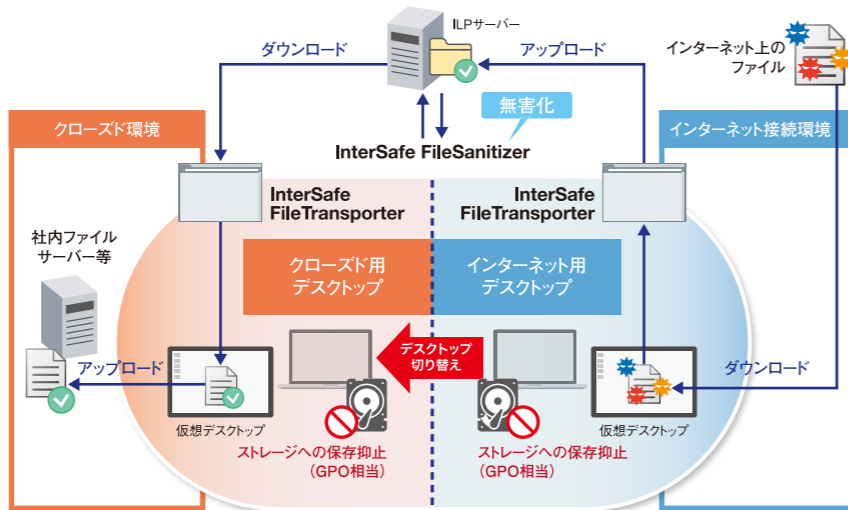 ILPサーバー
ダウンロード
アップロード
インターネット上の
ファイル
無害化
クローズド環境
InterSafe FileSanitizer
インターネット接続環境
InterSafe
FileTransporter
InterSafe
FileTransporter
社内ファイル
サーバー等
クローズド用
デスクトップ
インターネット用
デスクトップ
デスクトップ
切り替え
アップロード
ダウンロード
仮想デスクトップ
仮想デスクトップ
ストレージへの保存抑止
(GPO相当)
ストレージへの保存抑止
(GPO相当)